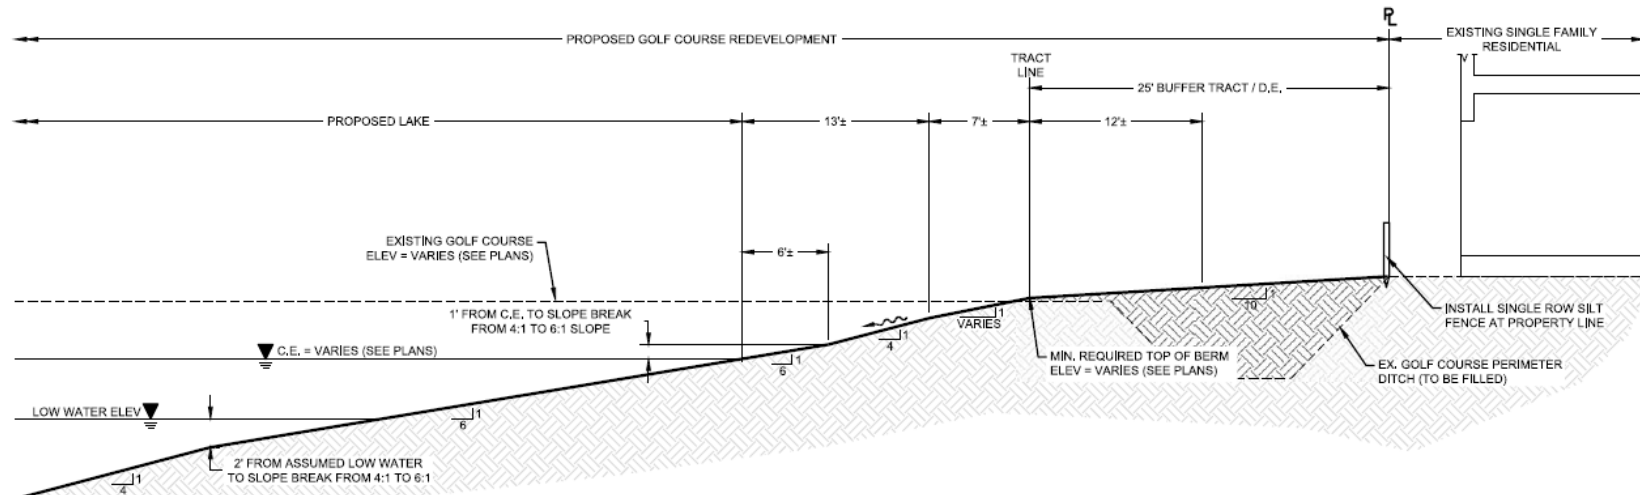 PL
PROPOSED GOLF COURSE REDEVELOPMENT
EXISTING SINGLE FAMILY
RESIDENTIAL
TRACT
LINE
25' BUFFER TRACT / D.E.
PROPOSED LAKE
13'±
7'±
12'±
EXISTING GOLF COURSE
ELEV = VARIES (SEE PLANS)
6'±
1' FROM C.E. TO SLOPE BREAK
FROM 4:1 TO 6:1 SLOPE
1
VARIES
1
4
1
10
INSTALL SINGLE ROW SILT
FENCE AT PROPERTY LINE
C.E. = VARIES (SEE PLANS)
1
6
MIN. REQUIRED TOP OF BERM
ELEV = VARIES (SEE PLANS)
EX. GOLF COURSE PERIMETER
DITCH (TO BE FILLED)
LOW WATER ELEV
1
6
2' FROM ASSUMED LOW WATER
TO SLOPE BREAK FROM 4:1 TO 6:1
1
4